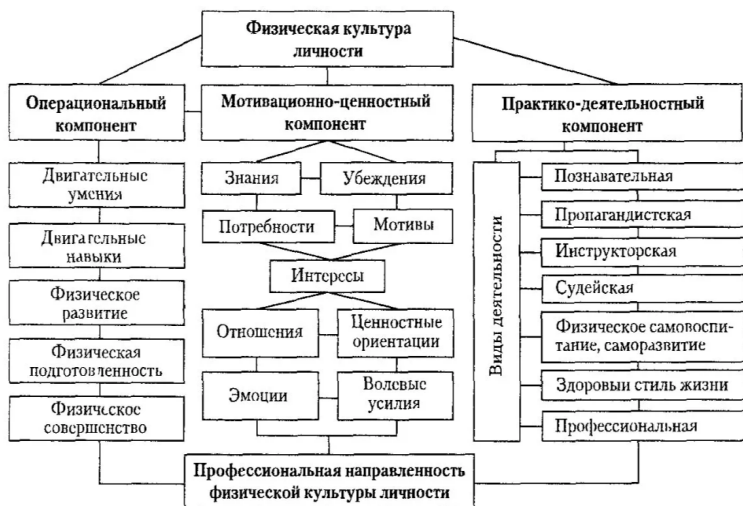 Физическая культура
личности
Операциональный
компонент
Мотивационно-ценностный
компонент
Практико-деятельностный
компонент
Двигательные
умения
Двигательные
навыки
Физическое
развитие
Физическая
подготовленность
Физическое
совершенство
Знания
Убеждения
Потребности
Мотивы
Интересы
Отношения
Ценностные
ориентации
Эмоции
Волевые
усилия
Виды деятельности
Познавательная
Пропагандистская
Инструкторская
Судейская
Физическое самовоспи-
тание, саморазвитие
Здоровый стиль жизни
Профессиональная
Профессиональная направленность
физической культуры личности